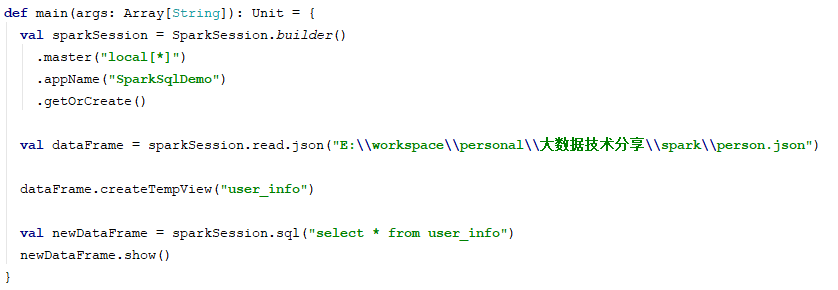 def main(args: Array[String]): Unit = {
  val sparkSession = SparkSession.builder()
    .master("local[*]")
    .appName("SparkSqlDemo")
    .getOrCreate()

  val dataFrame = sparkSession.read.json("E:\\workspace\\personal\\大数据技术分享\\spark\\person.json")

  dataFrame.createTempView("user_info")

  val newDataFrame = sparkSession.sql("select * from user_info")
  newDataFrame.show()
}